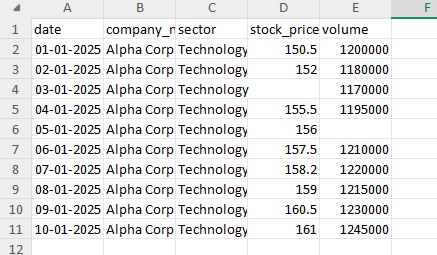 A B C D E F
1 date company_n sector stock_price volume
2 01-01-2025 Alpha Corp Technology 150.5 1200000
3 02-01-2025 Alpha Corp Technology 152 1180000
4 03-01-2025 Alpha Corp Technology 1170000
5 04-01-2025 Alpha Corp Technology 155.5 1195000
6 05-01-2025 Alpha Corp Technology 156
7 06-01-2025 Alpha Corp Technology 157.5 1210000
8 07-01-2025 Alpha Corp Technology 158.2 1220000
9 08-01-2025 Alpha Corp Technology 159 1215000
10 09-01-2025 Alpha Corp Technology 160.5 1230000
11 10-01-2025 Alpha Corp Technology 161 1245000
12